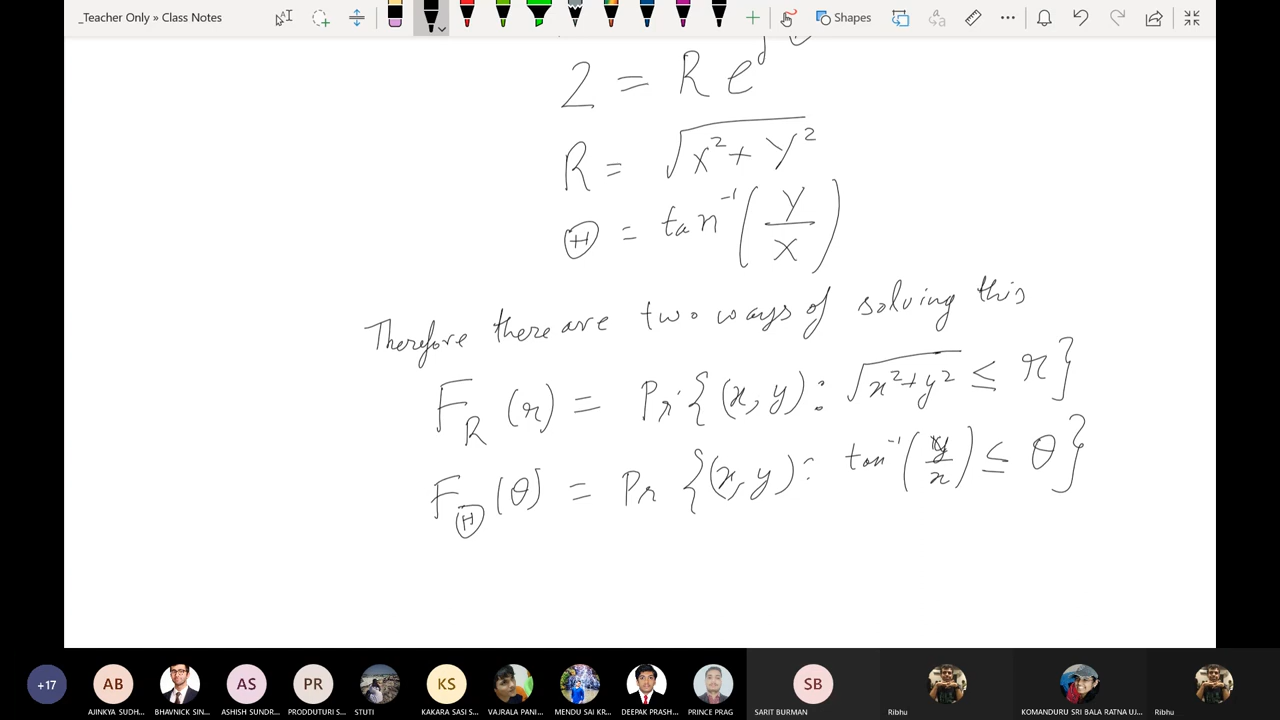 _Teacher Only » Class Notes
Shapes
Z = R e^j
R = √(X² + Y²)
Ⓗ = tan⁻¹(Y/X)
Therefore there are two ways of solving this
F_R (r) = Pr{(x, y) : √(x²+y²) ≤ r}
F_Ⓗ (θ) = Pr {(x, y) : tan⁻¹(y/x) ≤ θ}
+17
AB
AS
PR
KS
SB
AJINKYA SUDH...
BHAVNICK SIN...
ASHISH SUNDR...
PRODDUTURI S...
STUTI
KAKARA SASI S...
VAJRALA PANI...
MENDU SAI KR...
DEEPAK PRASH...
PRINCE PRAG
SARIT BURMAN
Ribhu
KOMANDURU SRI BALA RATNA UJ...
Ribhu